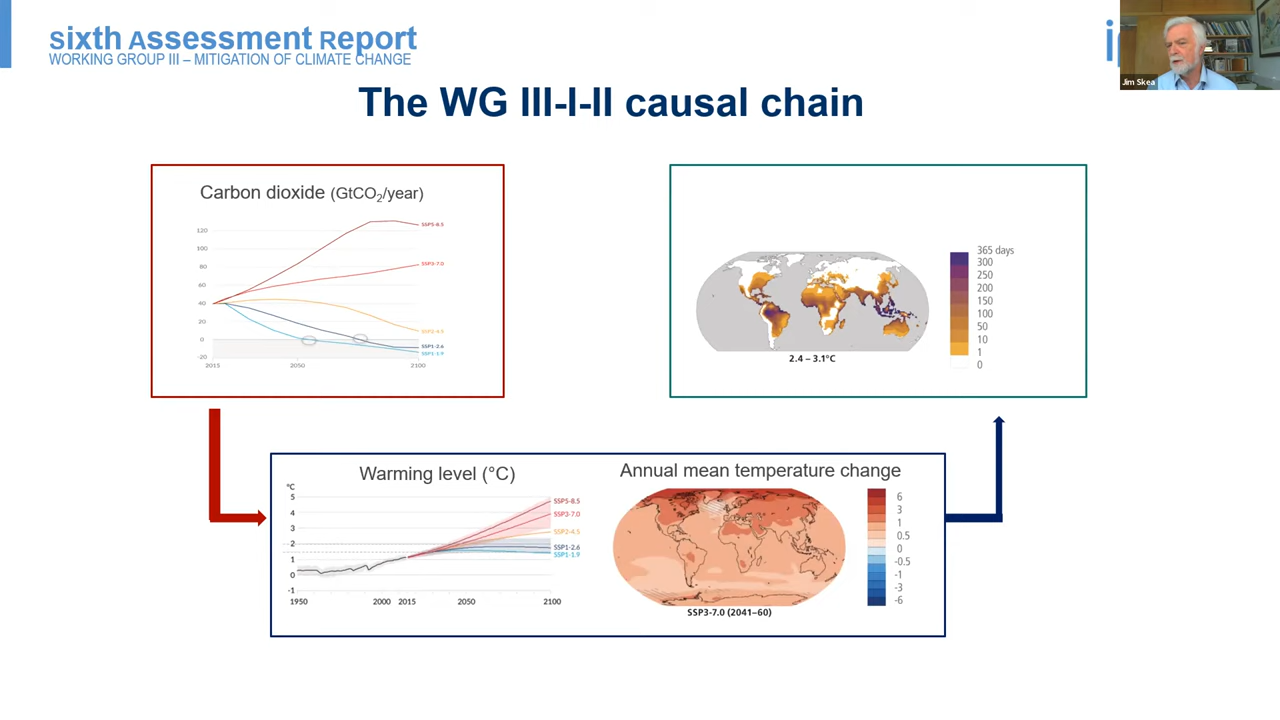 sixth Assessment Report
WORKING GROUP III – MITIGATION OF CLIMATE CHANGE
Jim Skea
The WG III-I-II causal chain
Carbon dioxide (GtCO₂/year)
120
100
80
60
40
20
0
-20
2015
2050
2100
SSP5-8.5
SSP3-7.0
SSP2-4.5
SSP1-2.6
SSP1-1.9
365 days
300
250
200
150
100
50
10
1
0
2.4 – 3.1°C
Warming level (°C)
°C
5
4
3
2
1
0
-1
1950
2000
2015
2050
2100
SSP5-8.5
SSP3-7.0
SSP2-4.5
SSP1-2.6
SSP1-1.9
Annual mean temperature change
6
3
1
0.5
0
-0.5
-1
-3
-6
SSP3-7.0 (2041–60)